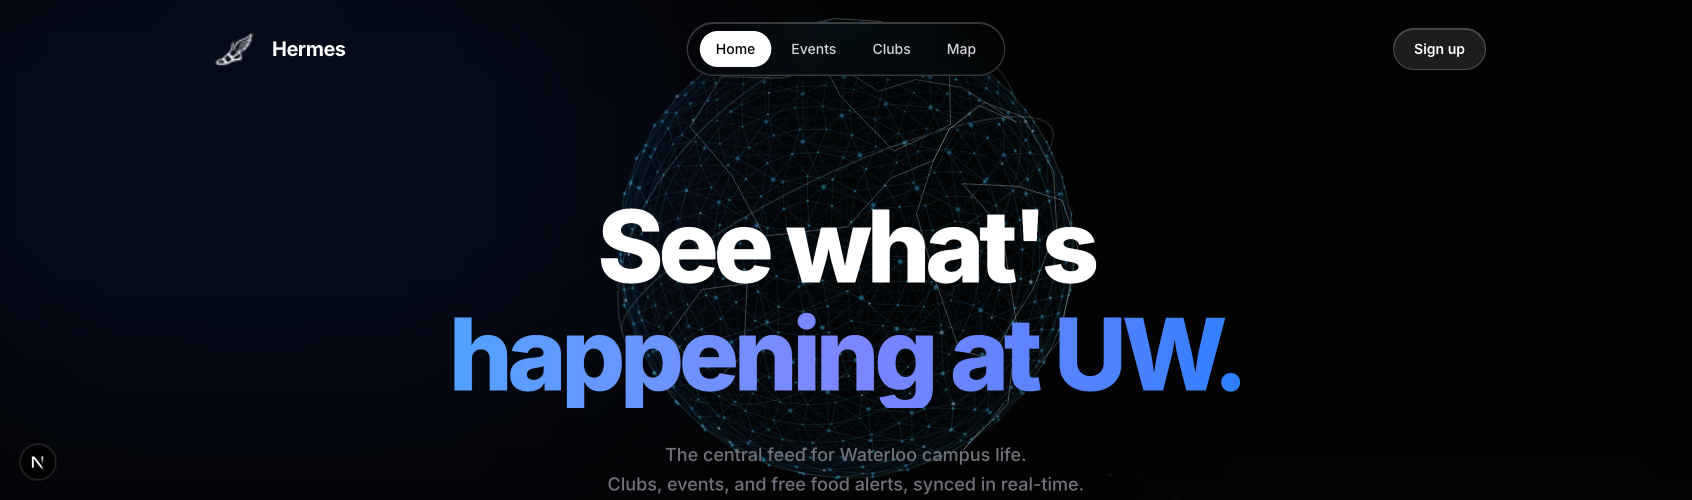 Hermes
Home Events Clubs Map
Sign up
See what's
happening at UW.
The central feed for Waterloo campus life.
Clubs, events, and free food alerts, synced in real-time.
N